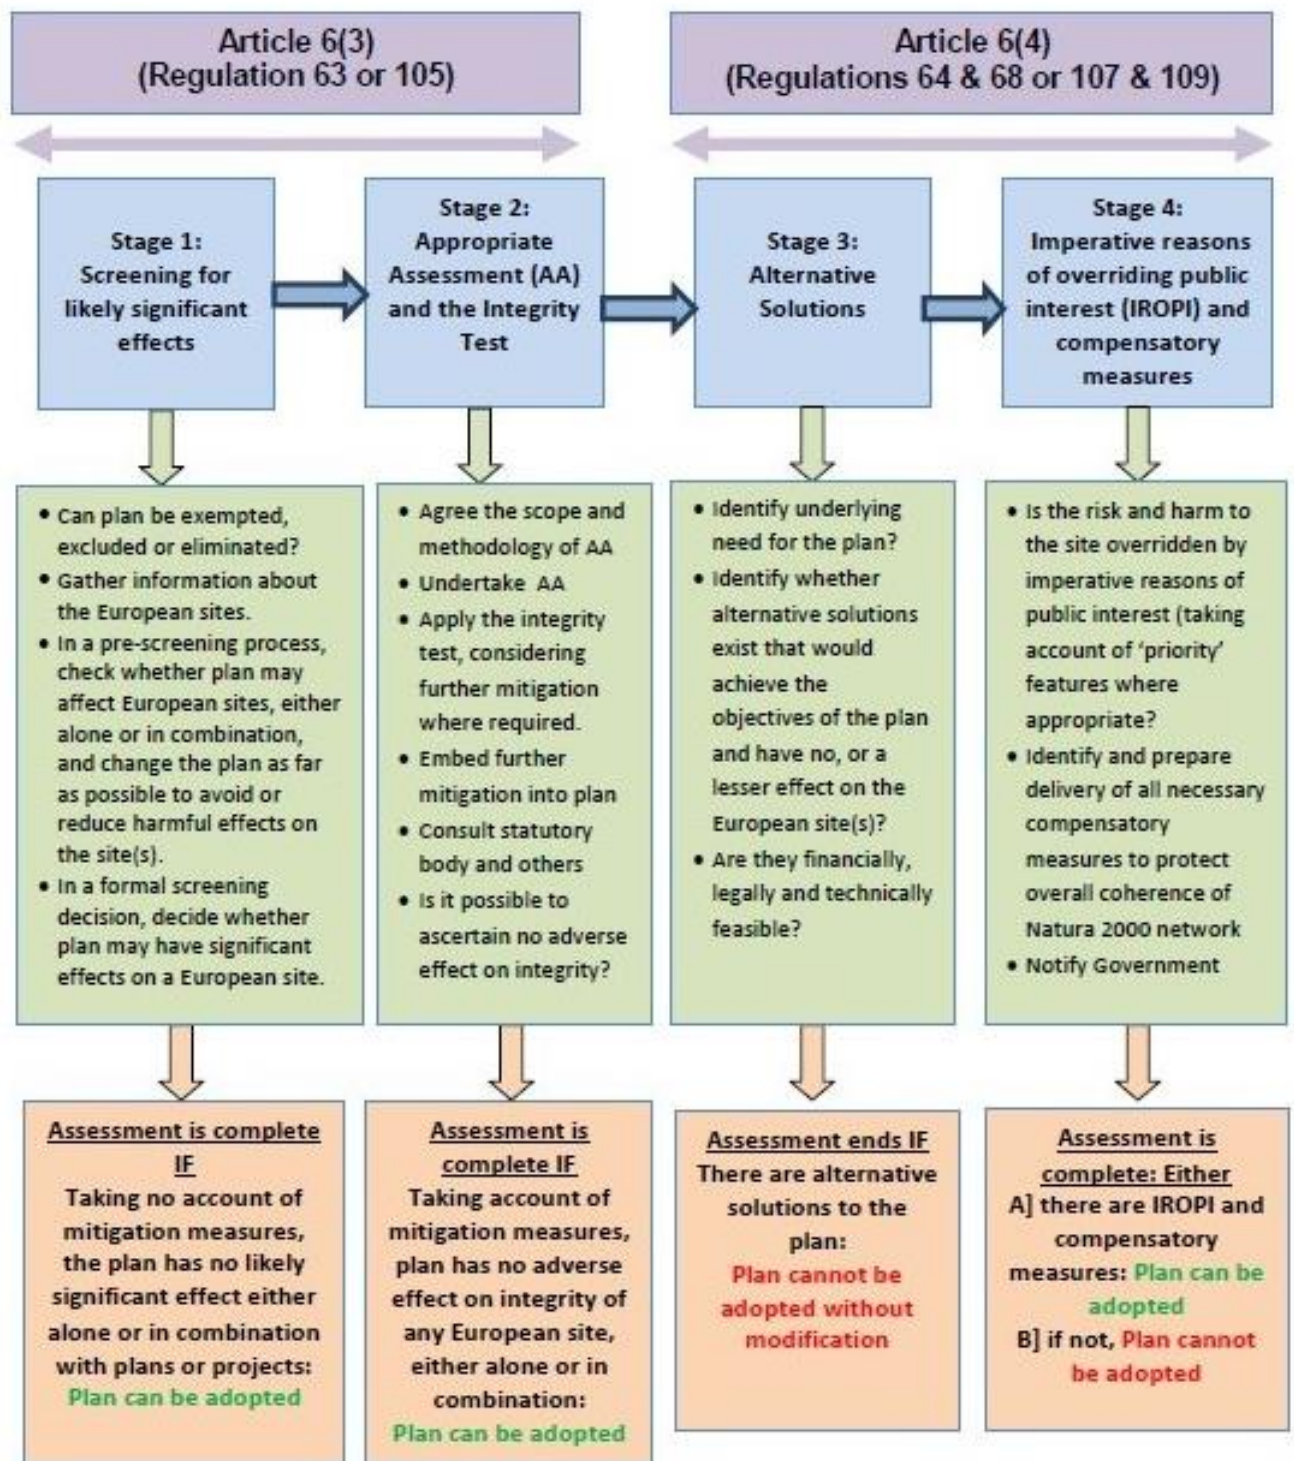 Article 6(3)
(Regulation 63 or 105)
Article 6(4)
(Regulations 64 & 68 or 107 & 109)
Stage 1:
Screening for
likely significant
effects
Stage 2:
Appropriate
Assessment (AA)
and the Integrity
Test
Stage 3:
Alternative
Solutions
Stage 4:
Imperative reasons
of overriding public
interest (IROPI) and
compensatory
measures
• Can plan be exempted,
excluded or eliminated?
• Gather information about
the European sites.
• In a pre-screening process,
check whether plan may
affect European sites, either
alone or in combination,
and change the plan as far
as possible to avoid or
reduce harmful effects on
the site(s).
• In a formal screening
decision, decide whether
plan may have significant
effects on a European site.
• Agree the scope and
methodology of AA
• Undertake AA
• Apply the integrity
test, considering
further mitigation
where required.
• Embed further
mitigation into plan
• Consult statutory
body and others
• Is it possible to
ascertain no adverse
effect on integrity?
• Identify underlying
need for the plan?
• Identify whether
alternative solutions
exist that would
achieve the
objectives of the plan
and have no, or a
lesser effect on the
European site(s)?
• Are they financially,
legally and technically
feasible?
• Is the risk and harm to
the site overridden by
imperative reasons of
public interest (taking
account of ‘priority’
features where
appropriate?
• Identify and prepare
delivery of all necessary
compensatory
measures to protect
overall coherence of
Natura 2000 network
• Notify Government
Assessment is complete
IF
Taking no account of
mitigation measures,
the plan has no likely
significant effect either
alone or in combination
with plans or projects:
Plan can be adopted
Assessment is
complete IF
Taking account of
mitigation measures,
plan has no adverse
effect on integrity of
any European site,
either alone or in
combination:
Plan can be adopted
Assessment ends IF
There are alternative
solutions to the
plan:
Plan cannot be
adopted without
modification
Assessment is
complete: Either
A] there are IROPI and
compensatory
measures: Plan can be
adopted
B] if not, Plan cannot
be adopted